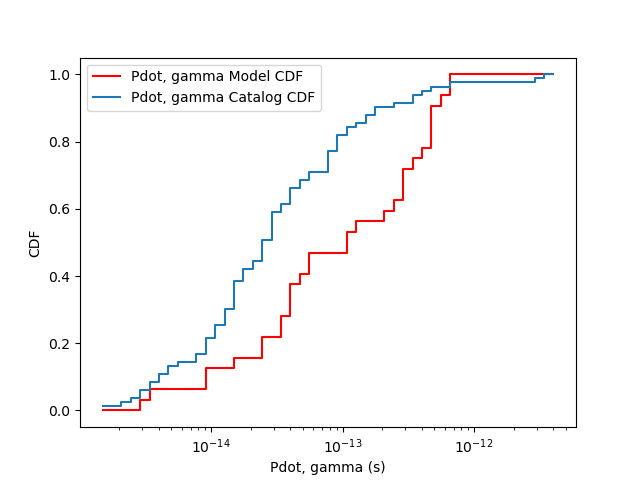 Pdot, gamma Model CDF
Pdot, gamma Catalog CDF
1.0
0.8
0.6
0.4
0.2
0.0
CDF
10⁻¹⁴
10⁻¹³
10⁻¹²
Pdot, gamma (s)